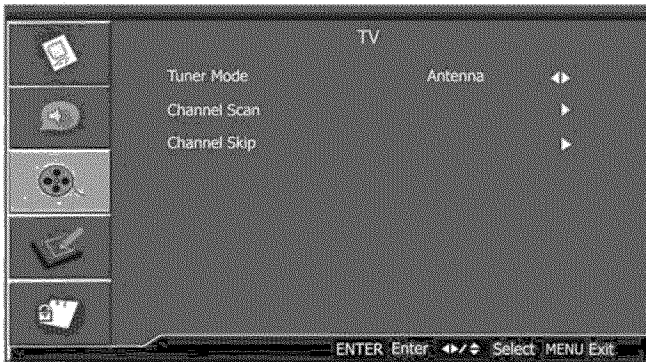 TV
Tuner Mode Antenna ◀▶
Channel Scan ▶
Channel Skip ▶
ENTER Enter ◀▶/▲▼ Select MENU Exit